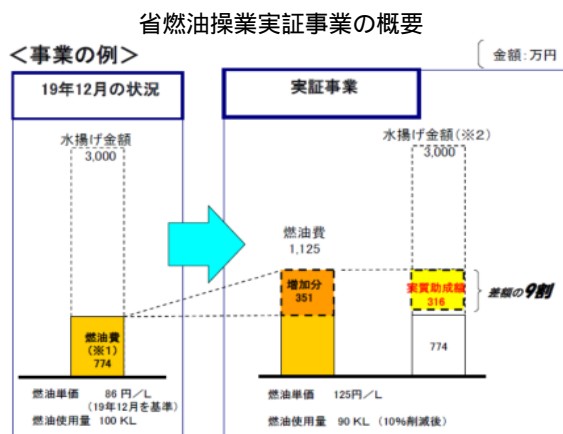 省燃油操業実証事業の概要
＜事業の例＞
金額：万円
19年12月の状況
実証事業
水揚げ金額
3,000
水揚げ金額(※2)
3,000
燃油費
1,125
増加分
351
実質助成額
316
差額の9割
燃油費
(※1)
774
774
燃油単価 86 円／L
(19年12月を基準)
燃油使用量 100 KL
燃油単価 125円／L
燃油使用量 90 KL (10%削減後)